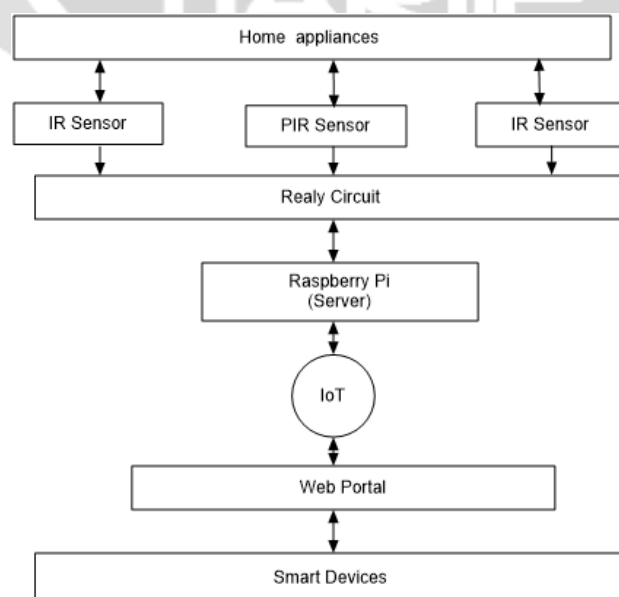 Home appliances
IR Sensor
PIR Sensor
IR Sensor
Realy Circuit
Raspberry Pi
(Server)
IoT
Web Portal
Smart Devices